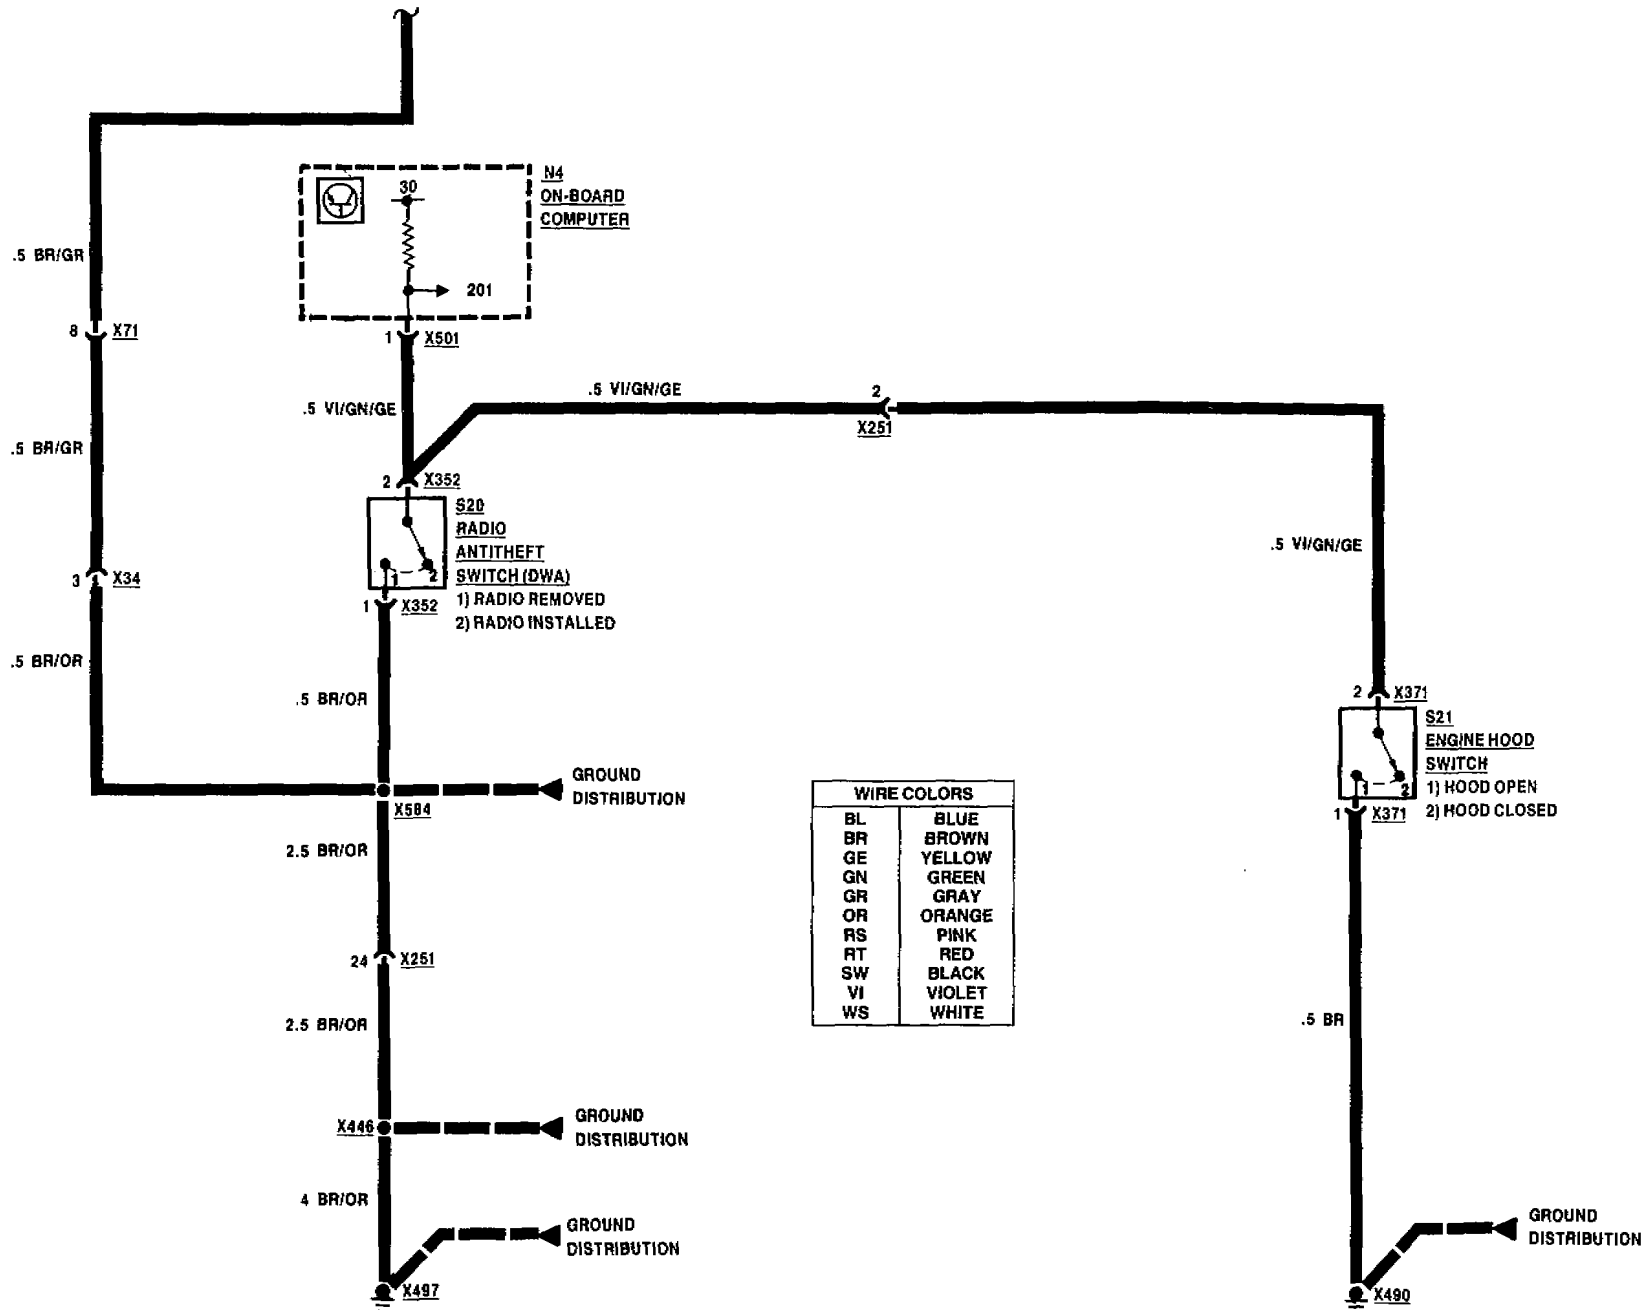 30
N4
ON-BOARD
COMPUTER
201
.5 BR/GR
8 X71
1 X501
.5 VI/GN/GE
.5 VI/GN/GE
2
X251
.5 BR/GR
2 X352
S20
RADIO
ANTITHEFT
SWITCH (DWA)
1) RADIO REMOVED
2) RADIO INSTALLED
1 2
1 X352
3 X34
.5 VI/GN/GE
.5 BR/OR
.5 BR/OR
2 X371
S21
ENGINE HOOD
SWITCH
1) HOOD OPEN
2) HOOD CLOSED
1 2
1 X371
GROUND
DISTRIBUTION
X584
2.5 BR/OR
WIRE COLORS
BL BLUE
BR BROWN
GE YELLOW
GN GREEN
GR GRAY
OR ORANGE
RS PINK
RT RED
SW BLACK
VI VIOLET
WS WHITE
24 X251
2.5 BR/OR
.5 BR
X446
GROUND
DISTRIBUTION
4 BR/OR
GROUND
DISTRIBUTION
X497
GROUND
DISTRIBUTION
X490